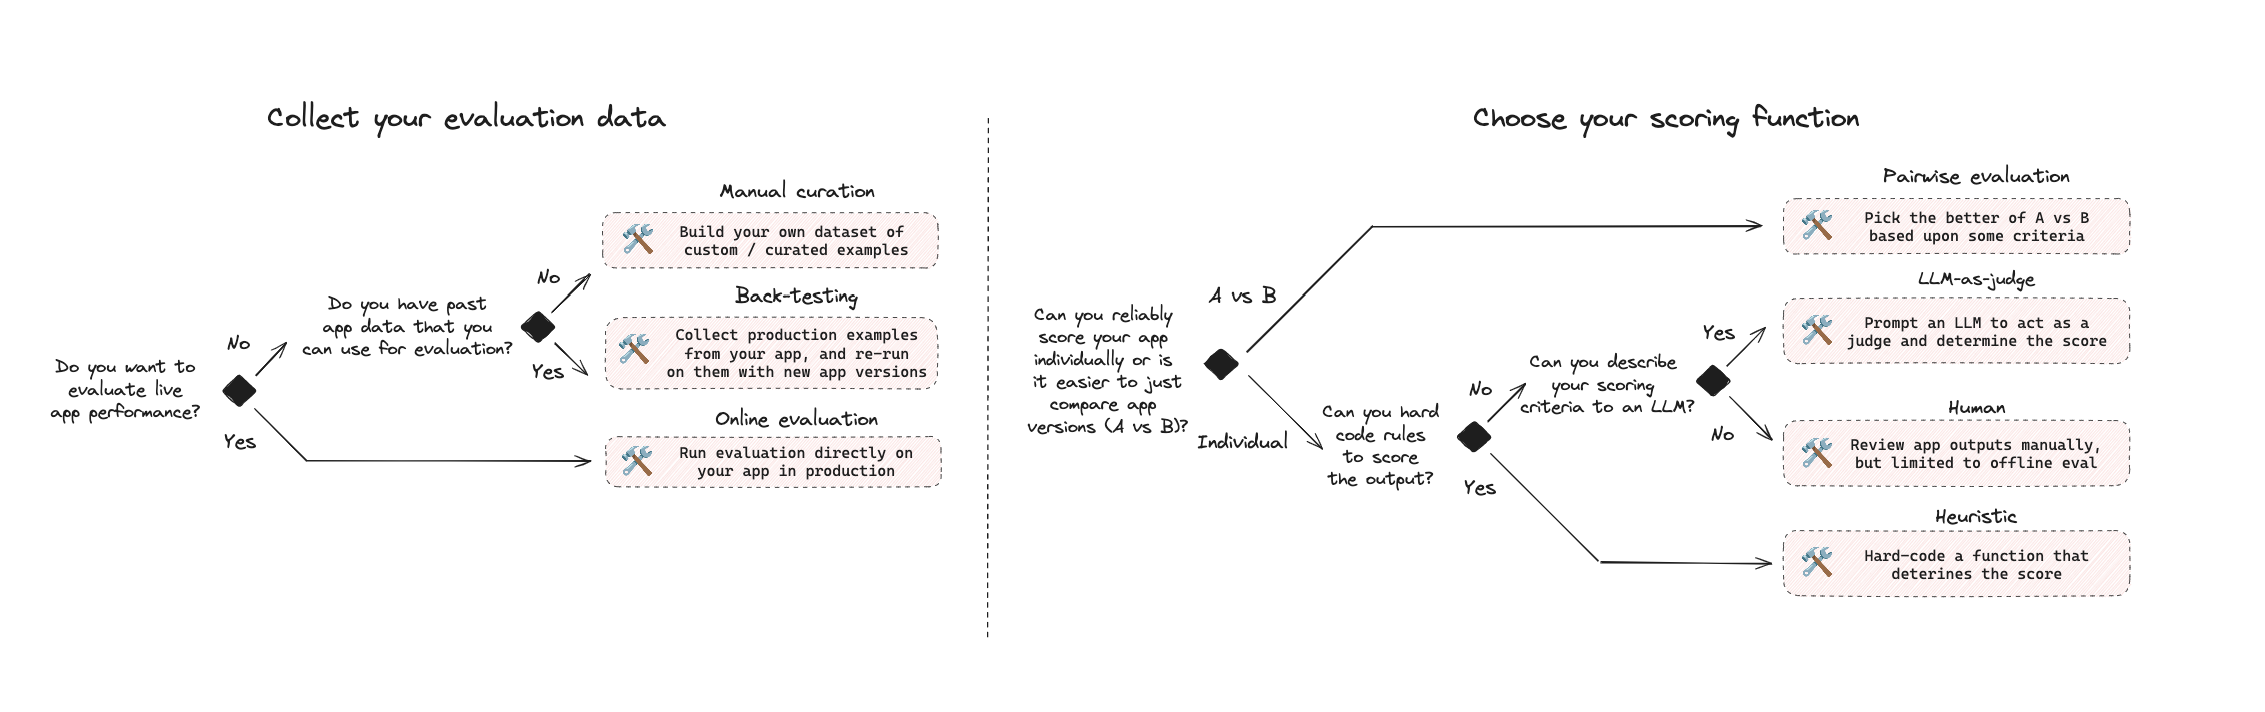 Collect your evaluation data
Do you want to
evaluate live
app performance?
No
Yes
Do you have past
app data that you
can use for evaluation?
No
Yes
Manual curation
Build your own dataset of
custom / curated examples
Back-testing
Collect production examples
from your app, and re-run
on them with new app versions
Online evaluation
Run evaluation directly on
your app in production
Choose your scoring function
Can you reliably
score your app
individually or is
it easier to just
compare app
versions (A vs B)?
A vs B
Individual
Can you hard
code rules
to score
the output?
No
Yes
Can you describe
your scoring
criteria to an LLM?
Yes
No
Pairwise evaluation
Pick the better of A vs B
based upon some criteria
LLM-as-judge
Prompt an LLM to act as a
judge and determine the score
Human
Review app outputs manually,
but limited to offline eval
Heuristic
Hard-code a function that
deterines the score